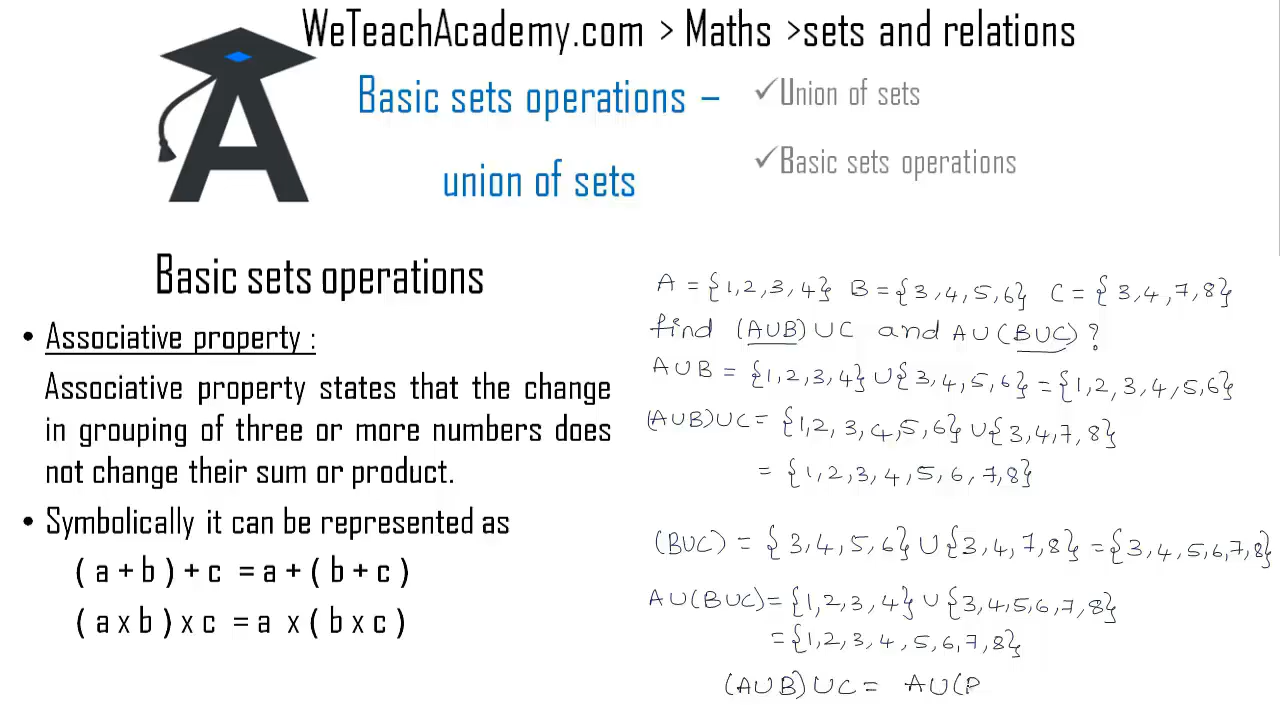 WeTeachAcademy.com > Maths >sets and relations
Basic sets operations –
union of sets
✓Union of sets
✓Basic sets operations
Basic sets operations
• Associative property :
Associative property states that the change
in grouping of three or more numbers does
not change their sum or product.
• Symbolically it can be represented as
( a + b ) + c = a + ( b + c )
( a x b ) x c = a x ( b x c )
A = {1,2,3,4} B = {3,4,5,6} C = {3,4,7,8}
find (AUB)UC and AU(BUC)?
AUB = {1,2,3,4} U {3,4,5,6} = {1,2,3,4,5,6}
(AUB)UC = {1,2,3,4,5,6} U {3,4,7,8}
= {1,2,3,4,5,6,7,8}
(BUC) = {3,4,5,6} U {3,4,7,8} = {3,4,5,6,7,8}
AU(BUC) = {1,2,3,4} U {3,4,5,6,7,8}
= {1,2,3,4,5,6,7,8}
(AUB)UC = AU(